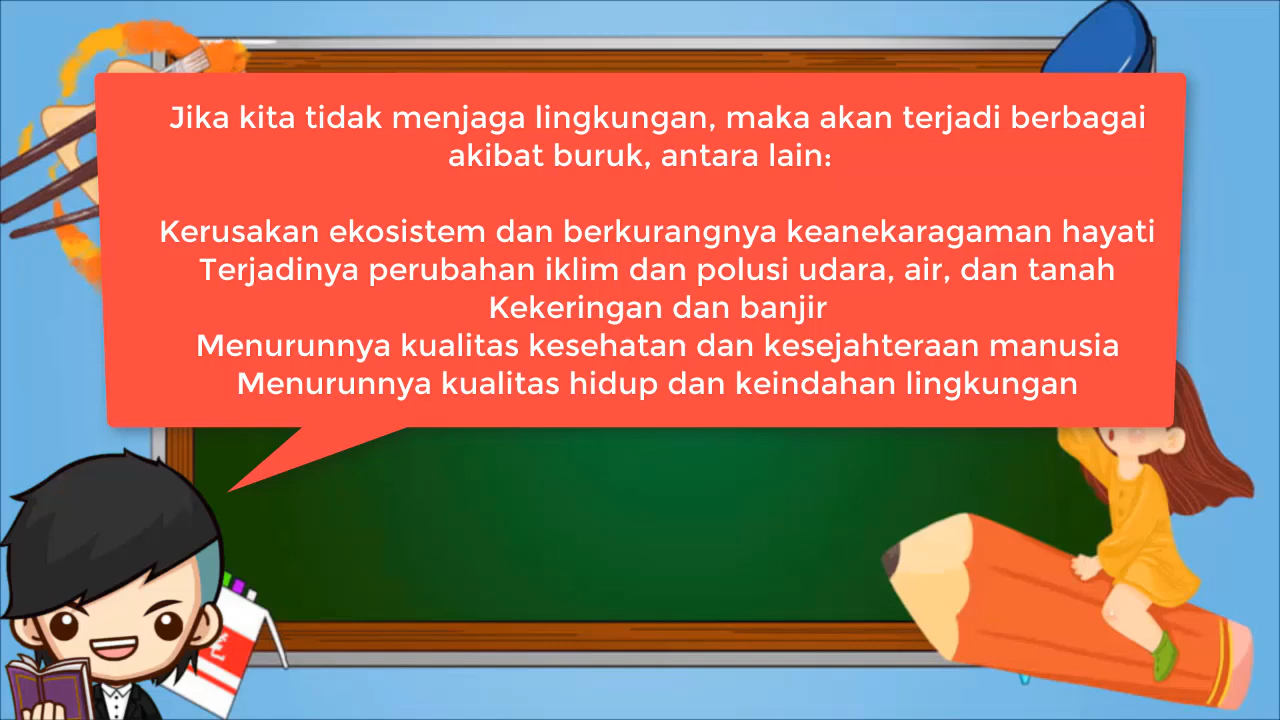 Jika kita tidak menjaga lingkungan, maka akan terjadi berbagai
akibat buruk, antara lain:
Kerusakan ekosistem dan berkurangnya keanekaragaman hayati
Terjadinya perubahan iklim dan polusi udara, air, dan tanah
Kekeringan dan banjir
Menurunnya kualitas kesehatan dan kesejahteraan manusia
Menurunnya kualitas hidup dan keindahan lingkungan